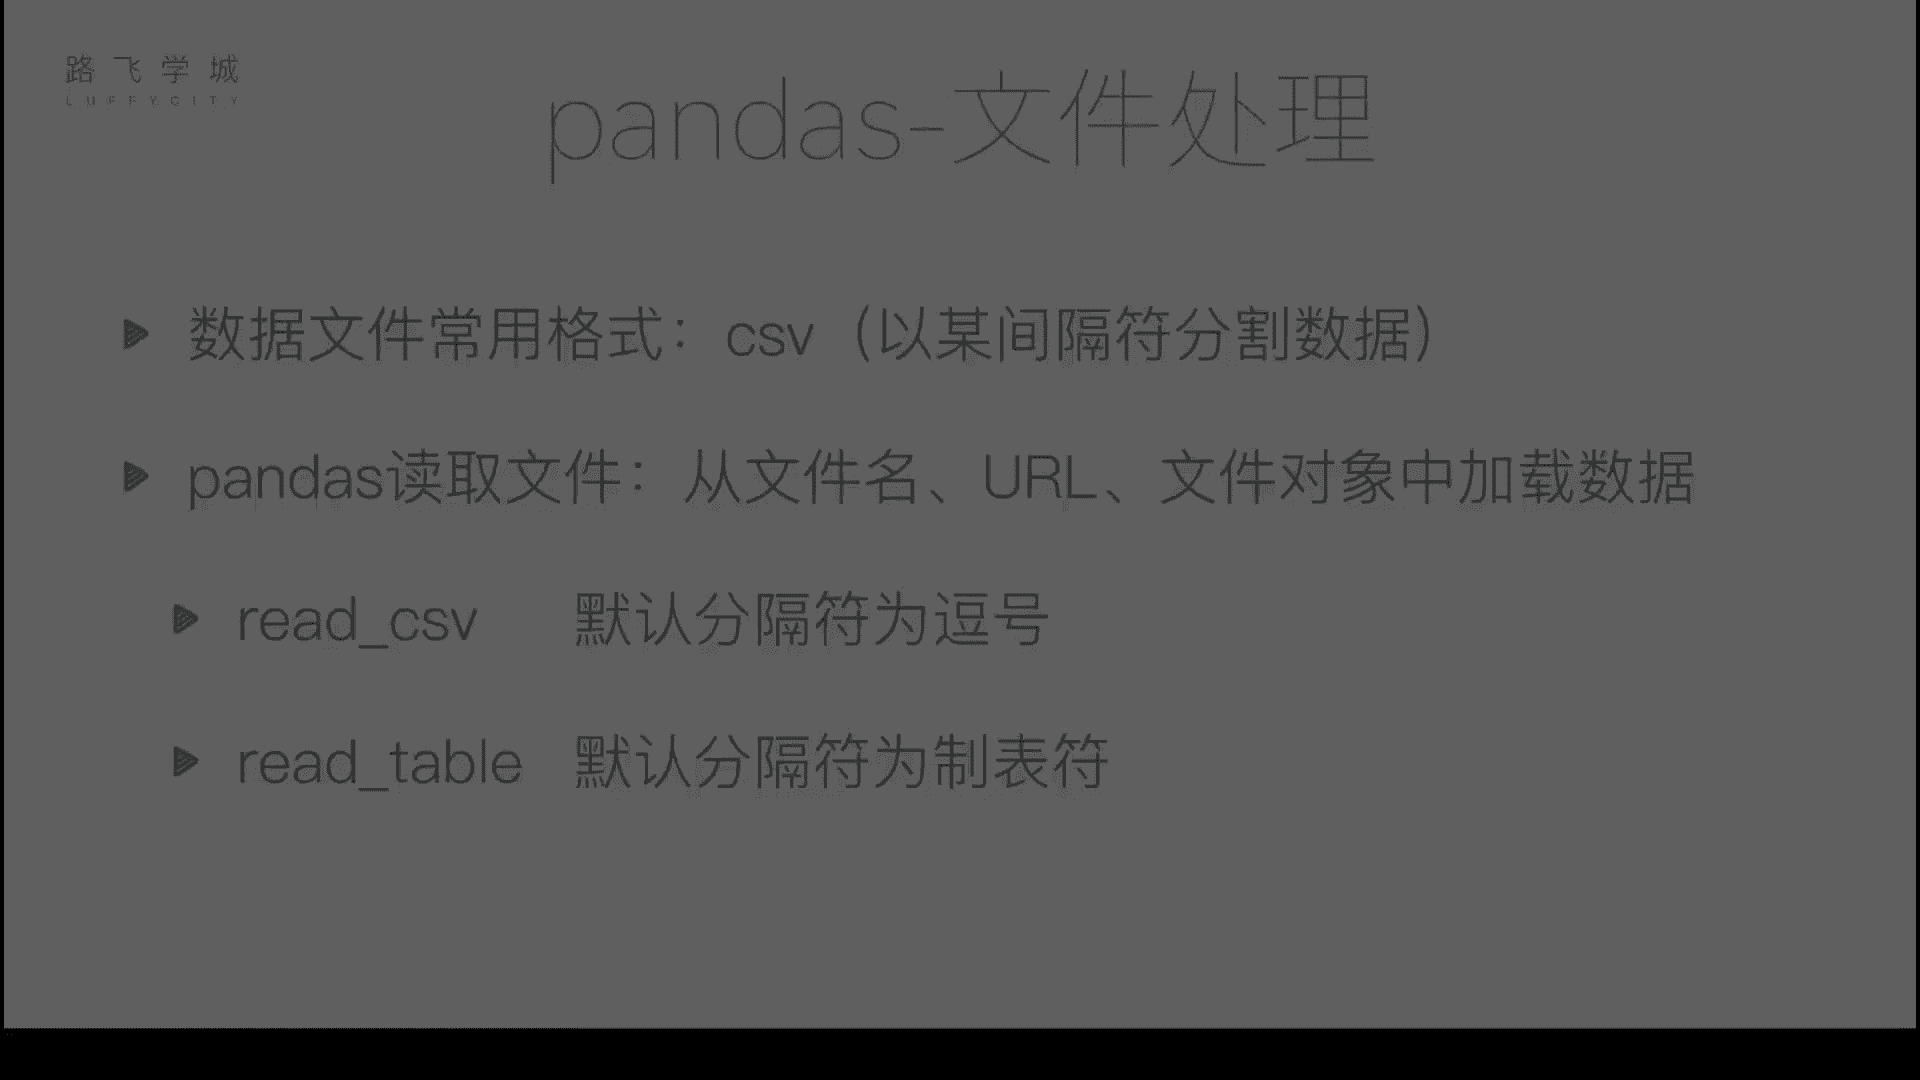 路飞学城
LUFFYCITY
pandas-文件处理
数据文件常用格式：csv（以某间隔符分割数据）
pandas读取文件：从文件名、URL、文件对象中加载数据
read_csv 默认分隔符为逗号
read_table 默认分隔符为制表符